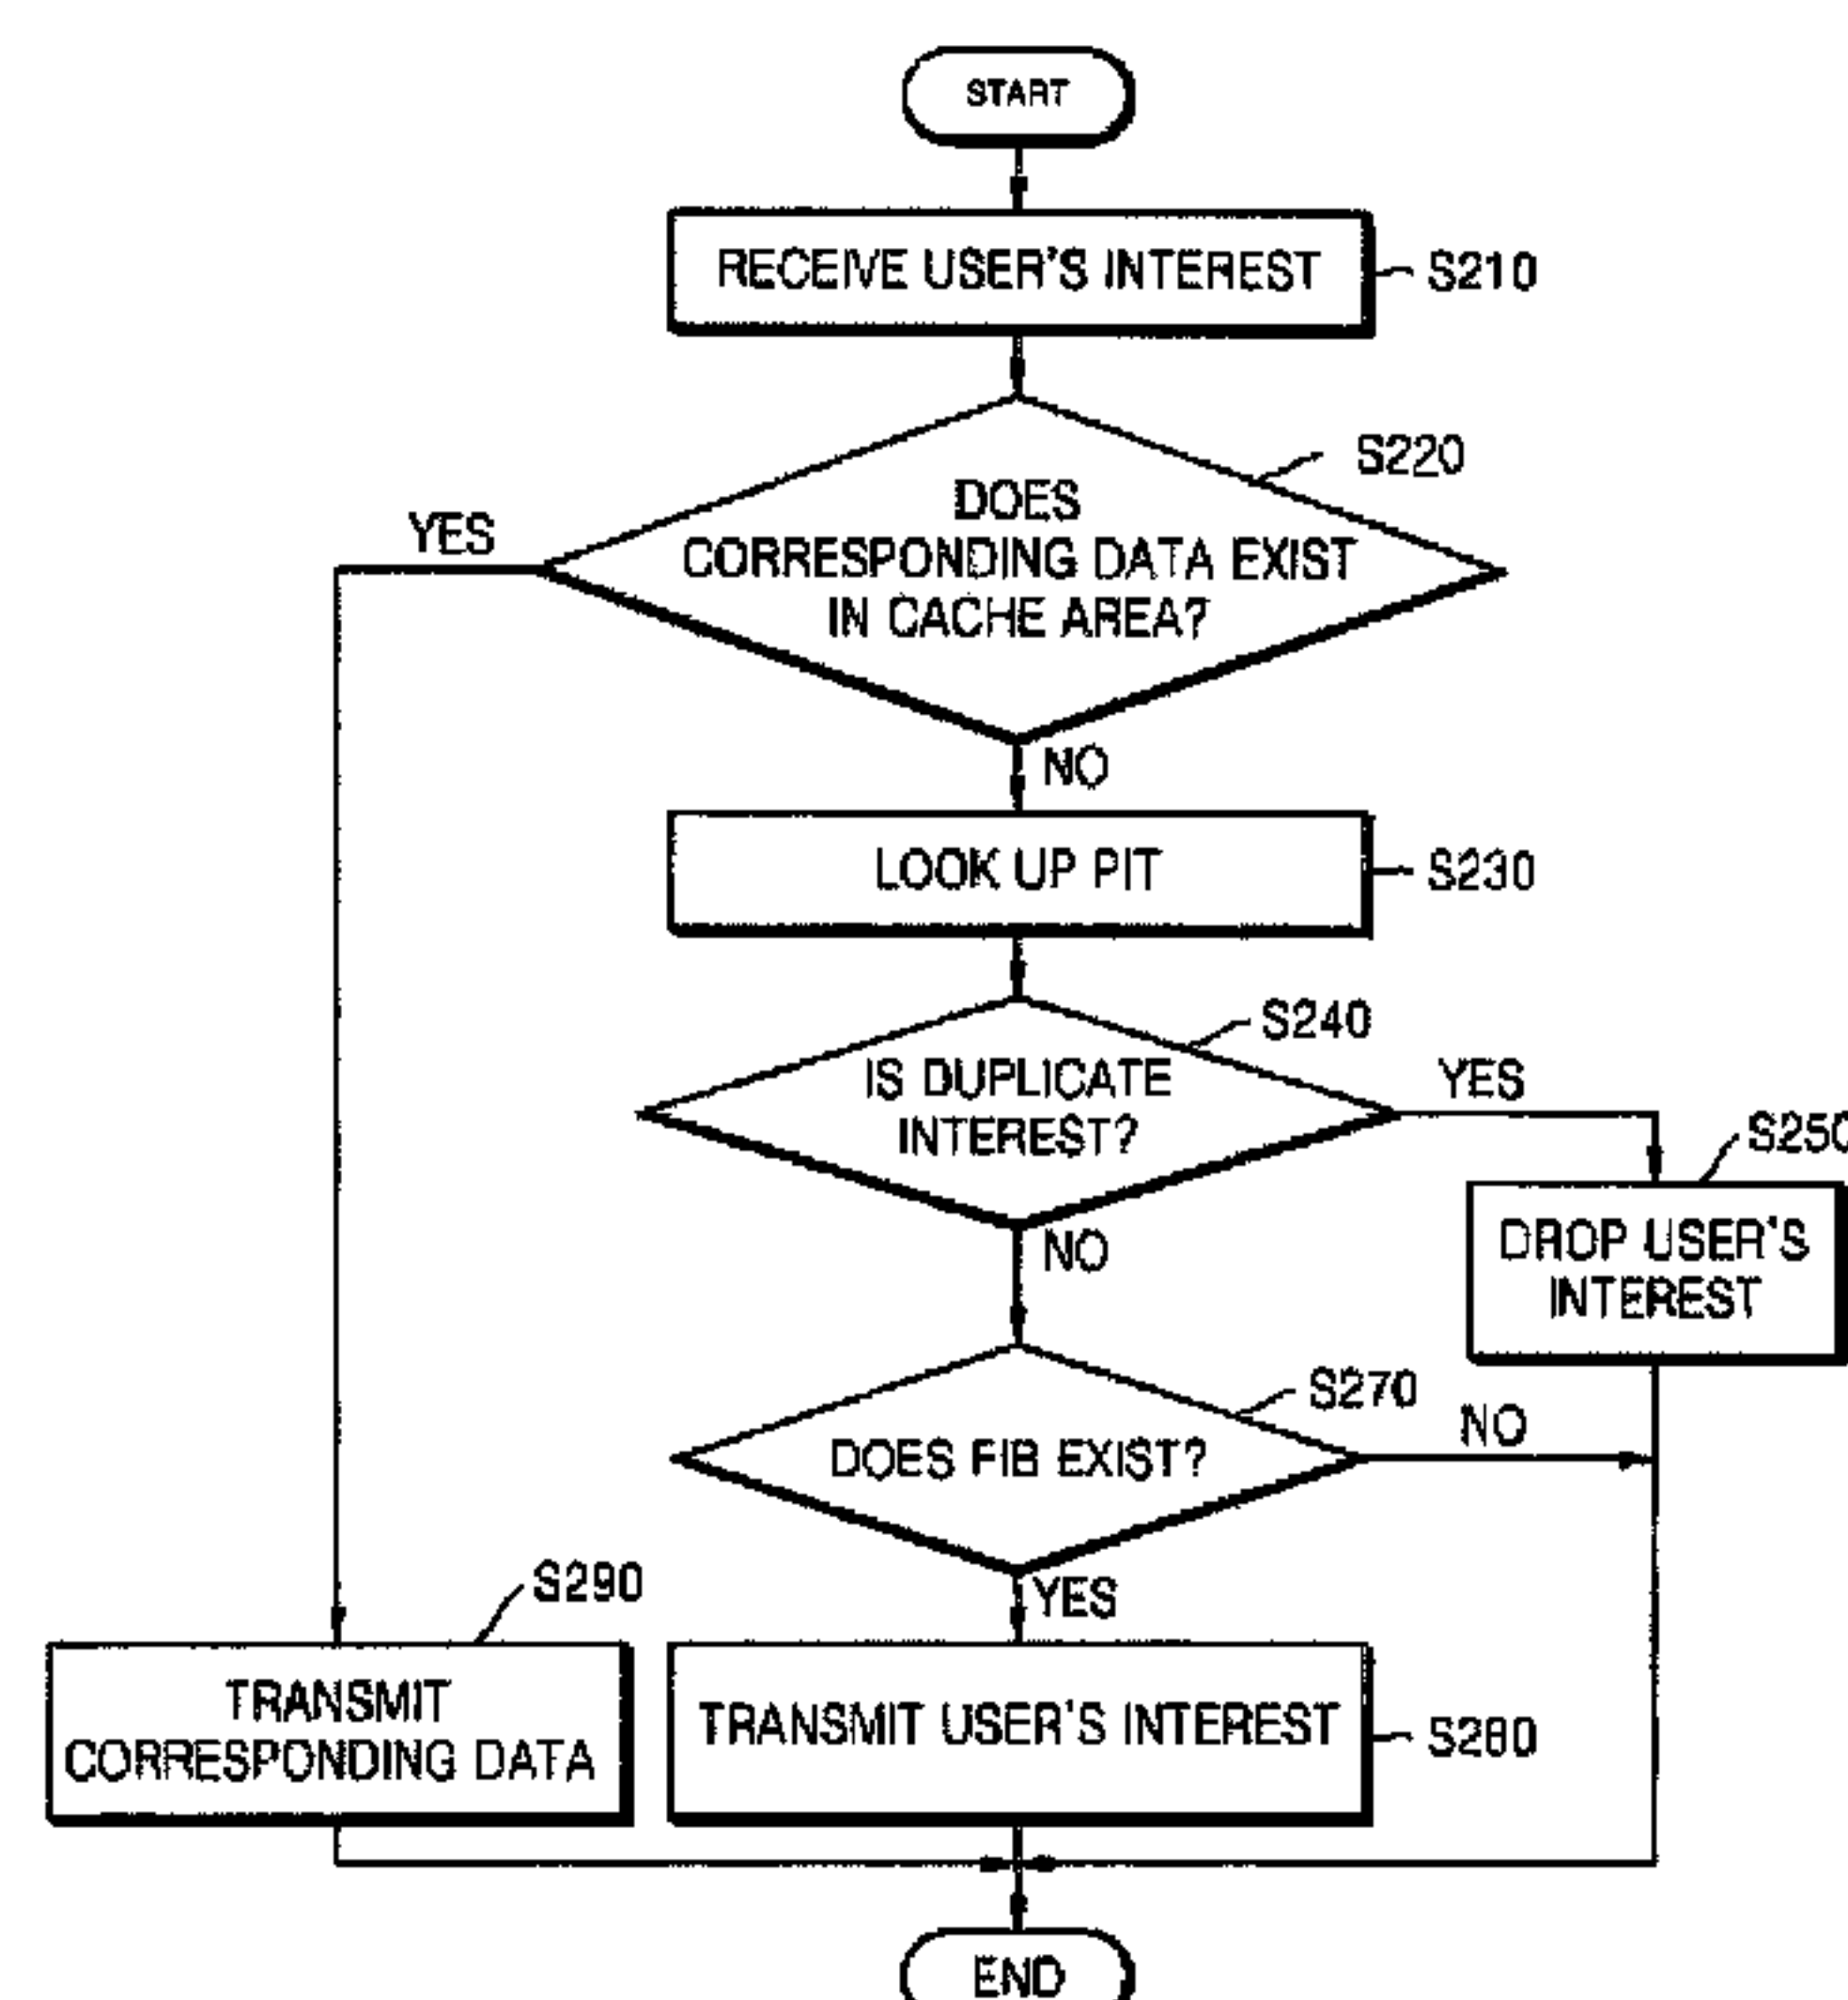 START
RECEIVE USER'S INTEREST
S210
S220
DOES
CORRESPONDING DATA EXIST
IN CACHE AREA?
YES
NO
LOOK UP PIT
S230
S240
IS DUPLICATE
INTEREST?
YES
S250
DROP USER'S
INTEREST
NO
S270
DOES FIB EXIST?
NO
YES
S290
TRANSMIT
CORRESPONDING DATA
TRANSMIT USER'S INTEREST
S280
END